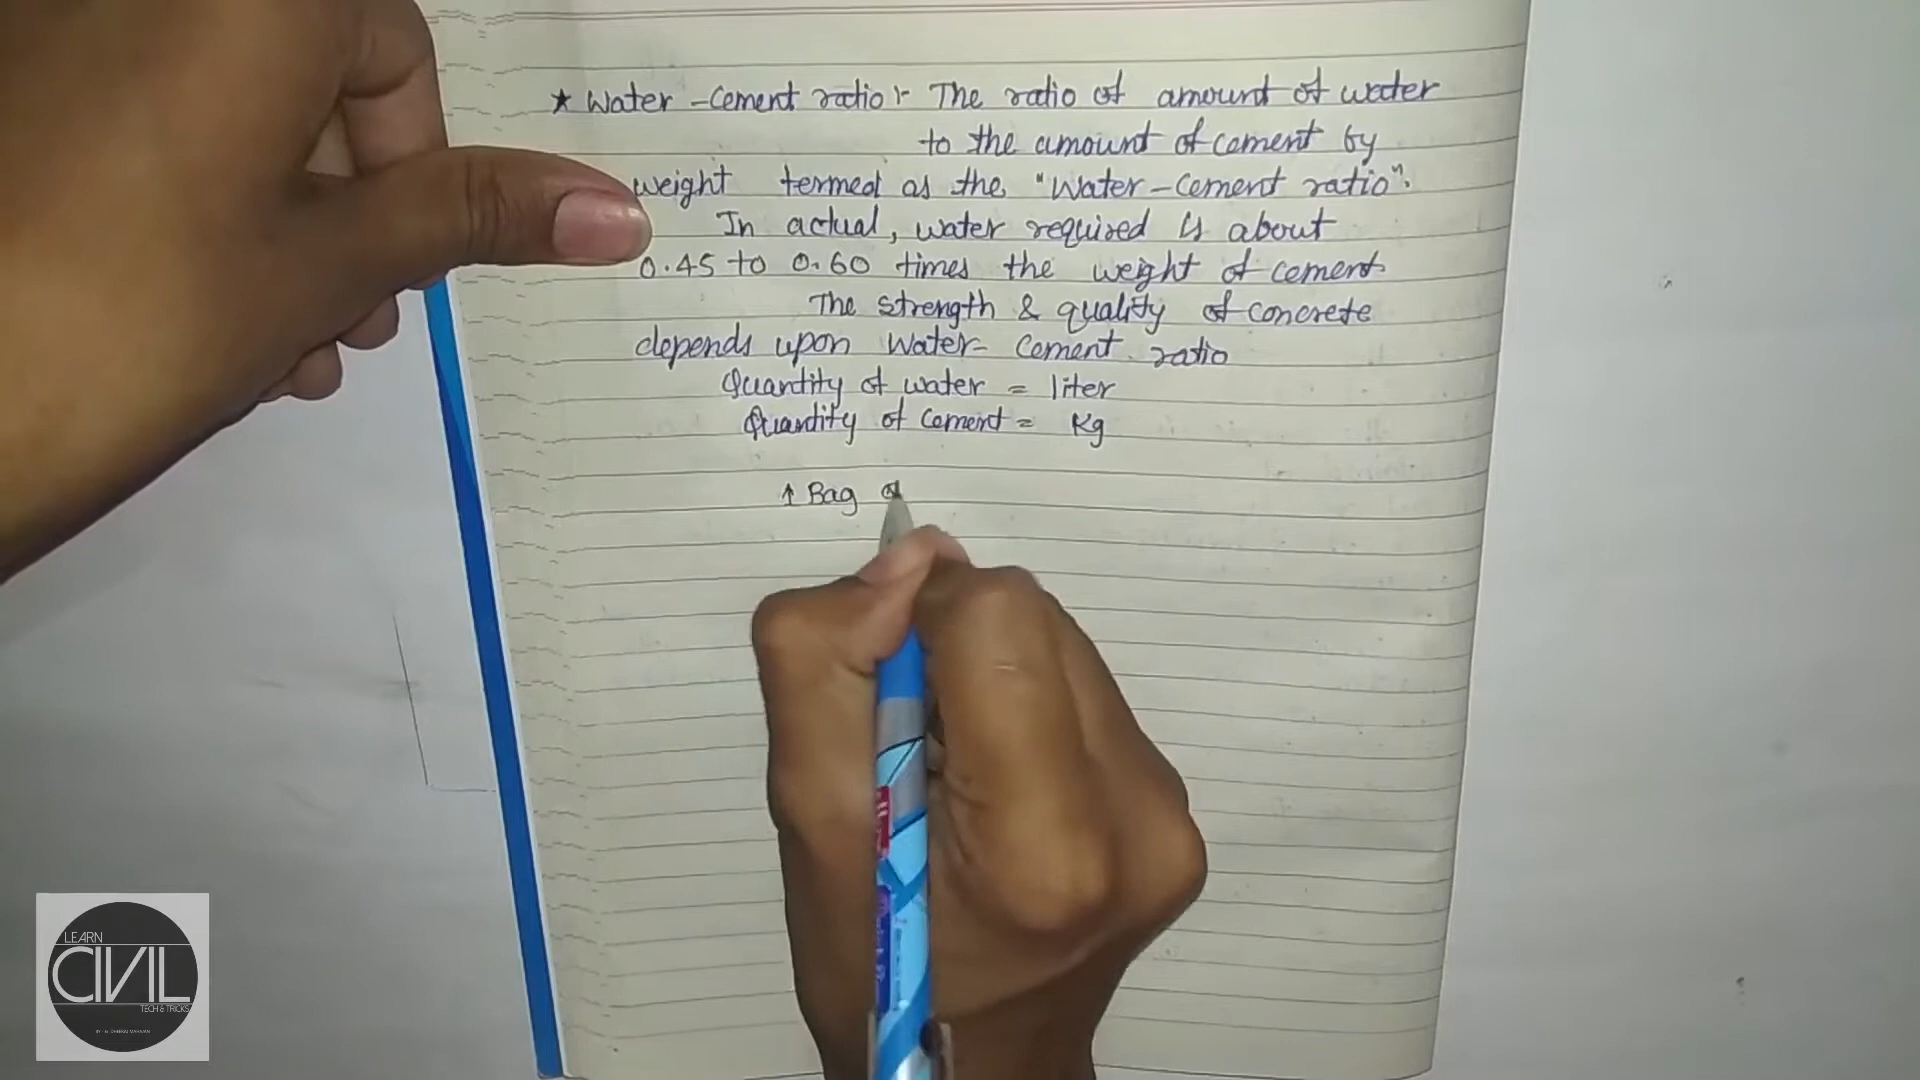 ★ Water - Cement ratio :- The ratio of amount of water
to the amount of cement by
weight termed as the "Water - Cement ratio".
In actual, water required is about
0.45 to 0.60 times the weight of cement
The strength & quality of concrete
depends upon Water- Cement ratio
Quantity of water = liter
Quantity of Cement = Kg
1 Bag
LEARN
CIVIL
TECH & TRICKS